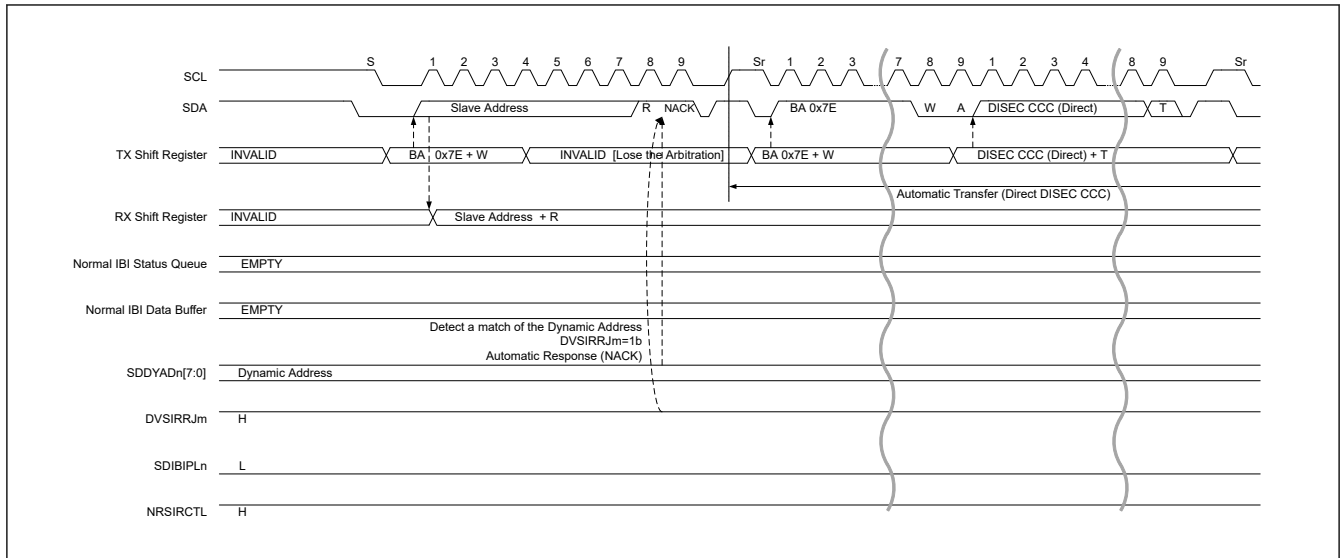 S 1 2 3 4 5 6 7 8 9 Sr 1 2 3 7 8 9 1 2 3 4 8 9 Sr
SCL
SDA Slave Address R NACK BA 0x7E W A DISEC CCC (Direct) T
TX Shift Register INVALID BA 0x7E + W INVALID [Lose the Arbitration] BA 0x7E + W DISEC CCC (Direct) + T
Automatic Transfer (Direct DISEC CCC)
RX Shift Register INVALID Slave Address + R
Normal IBI Status Queue EMPTY
Normal IBI Data Buffer EMPTY
Detect a match of the Dynamic Address
DVSIRRJm=1b
Automatic Response (NACK)
SDDYADn[7:0] Dynamic Address
DVSIRRJm H
SDIBIPLn L
NRSIRCTL H